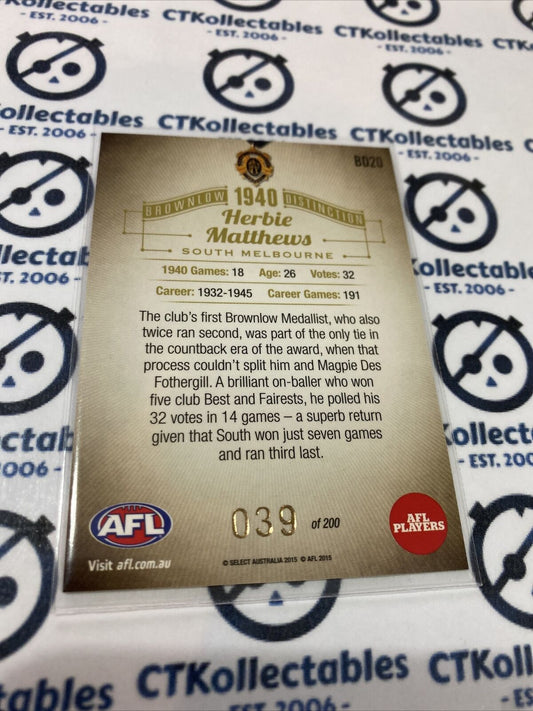 CTKollectables
- EST. 2006 -
BD20
BROWNLOW 1940 DISTINCTION
Herbie
Matthews
SOUTH MELBOURNE
1940 Games: 18 Age: 26 Votes: 32
Career: 1932-1945 Career Games: 191
The club's first Brownlow Medallist, who also
twice ran second, was part of the only tie in
the countback era of the award, when that
process couldn't split him and Magpie Des
Fothergill. A brilliant on-baller who won
five club Best and Fairests, he polled his
32 votes in 14 games – a superb return
given that South won just seven games
and ran third last.
AFL
039 of 200
AFL
PLAYERS
Visit afl.com.au
© SELECT AUSTRALIA 2015 © AFL 2015
CTKollectables
- EST. 2006 -